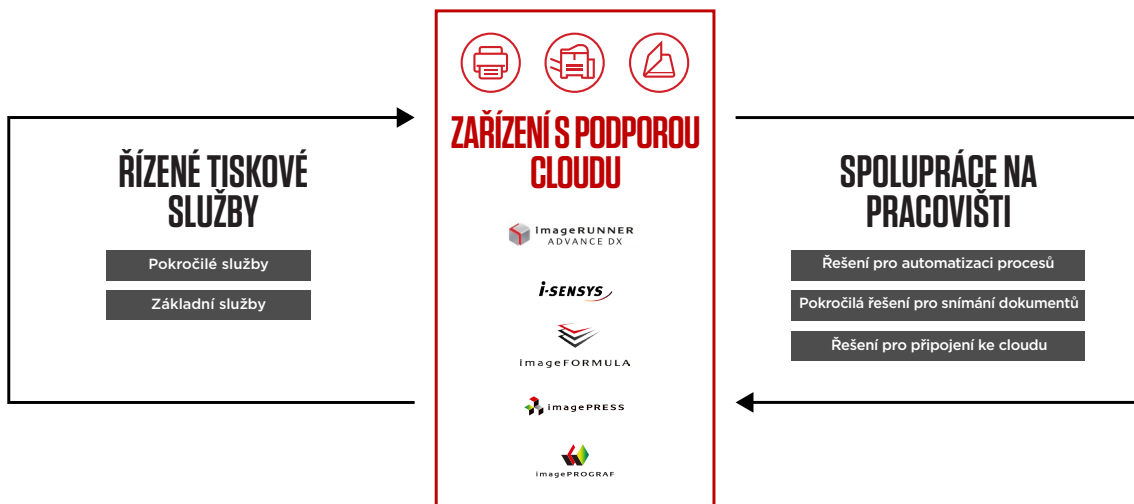 ŘÍZENÉ TISKOVÉ
SLUŽBY
Pokročilé služby
Základní služby
ZAŘÍZENÍ S PODPOROU
CLOUDU
imageRUNNER
ADVANCE DX
i-SENSYS
imageFORMULA
imagePRESS
imagePROGRAF
SPOLUPRÁCE NA
PRACOVIŠTI
Řešení pro automatizaci procesů
Pokročilá řešení pro snímání dokumentů
Řešení pro připojení ke cloudu